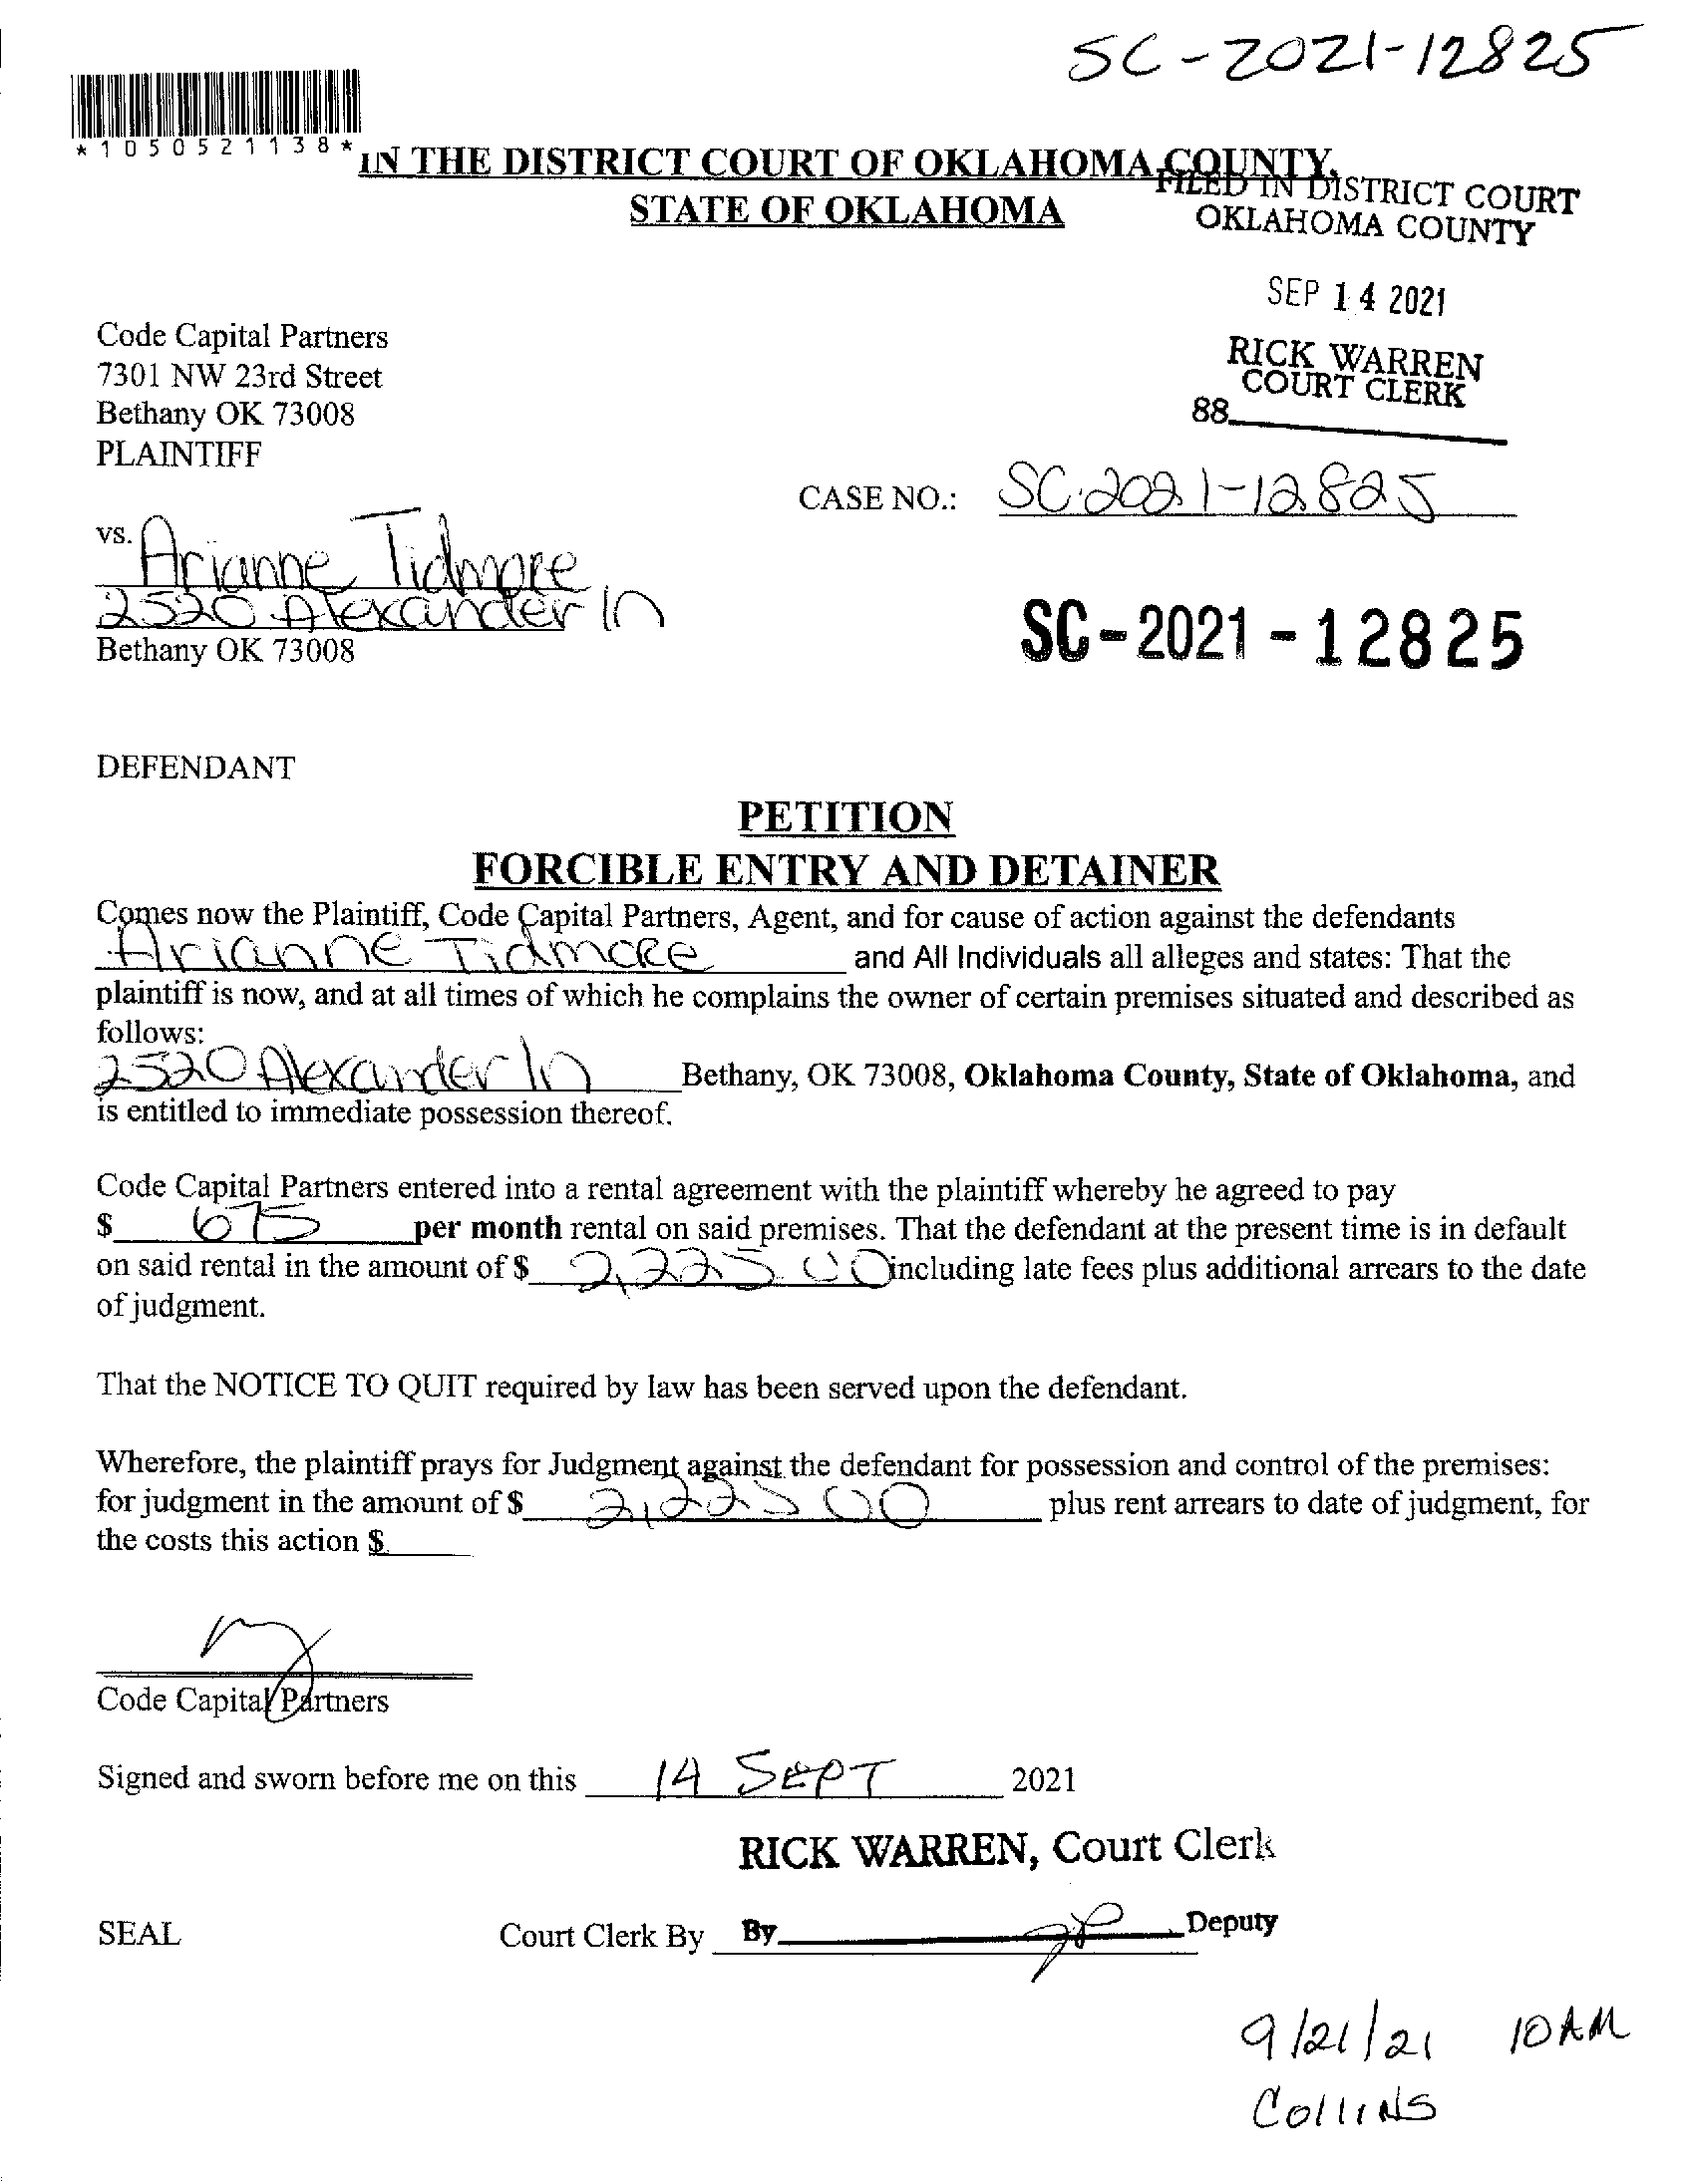 SC-2021-12825
*1050521138*
IN THE DISTRICT COURT OF OKLAHOMA COUNTY,
STATE OF OKLAHOMA
FILED IN DISTRICT COURT
OKLAHOMA COUNTY
SEP 14 2021
RICK WARREN
COURT CLERK
88
Code Capital Partners
7301 NW 23rd Street
Bethany OK 73008
PLAINTIFF
CASE NO.: SC-2021-12825
vs. Arianne Tidmore
2520 Alexander ln
Bethany OK 73008
SC-2021-12825
DEFENDANT
PETITION
FORCIBLE ENTRY AND DETAINER
Comes now the Plaintiff, Code Capital Partners, Agent, and for cause of action against the defendants
Arianne Tidmore and All Individuals all alleges and states: That the
plaintiff is now, and at all times of which he complains the owner of certain premises situated and described as
follows:
2520 Alexander ln Bethany, OK 73008, Oklahoma County, State of Oklahoma, and
is entitled to immediate possession thereof.
Code Capital Partners entered into a rental agreement with the plaintiff whereby he agreed to pay
$ 675 per month rental on said premises. That the defendant at the present time is in default
on said rental in the amount of $ 2,225 00 including late fees plus additional arrears to the date
of judgment.
That the NOTICE TO QUIT required by law has been served upon the defendant.
Wherefore, the plaintiff prays for Judgment against the defendant for possession and control of the premises:
for judgment in the amount of $ 2,225 00 plus rent arrears to date of judgment, for
the costs this action $
Code Capital Partners
Signed and sworn before me on this 14 SEPT 2021
RICK WARREN, Court Clerk
SEAL Court Clerk By By Deputy
9/21/21 10AM
Collins